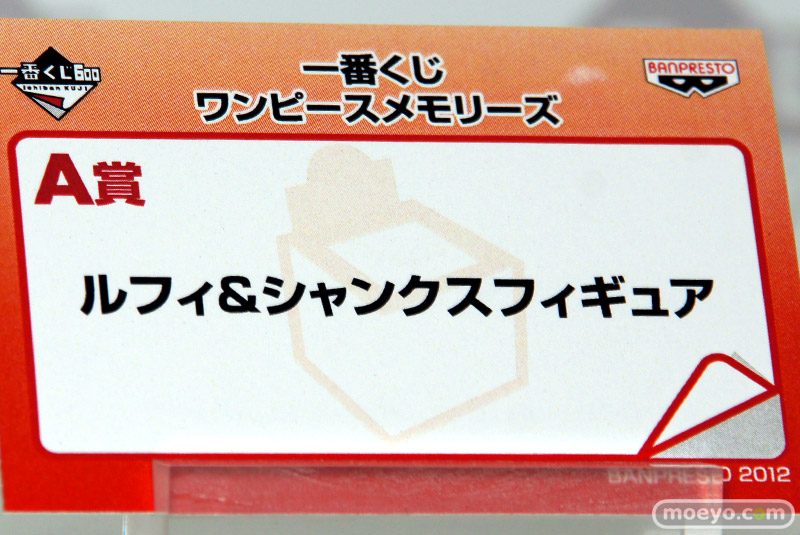 一番くじ600
Ichiban KUJI
一番くじ
ワンピースメモリーズ
BANPRESTO
A賞
ルフィ&シャンクスフィギュア
BANPRESTO 2012
moeyo.com